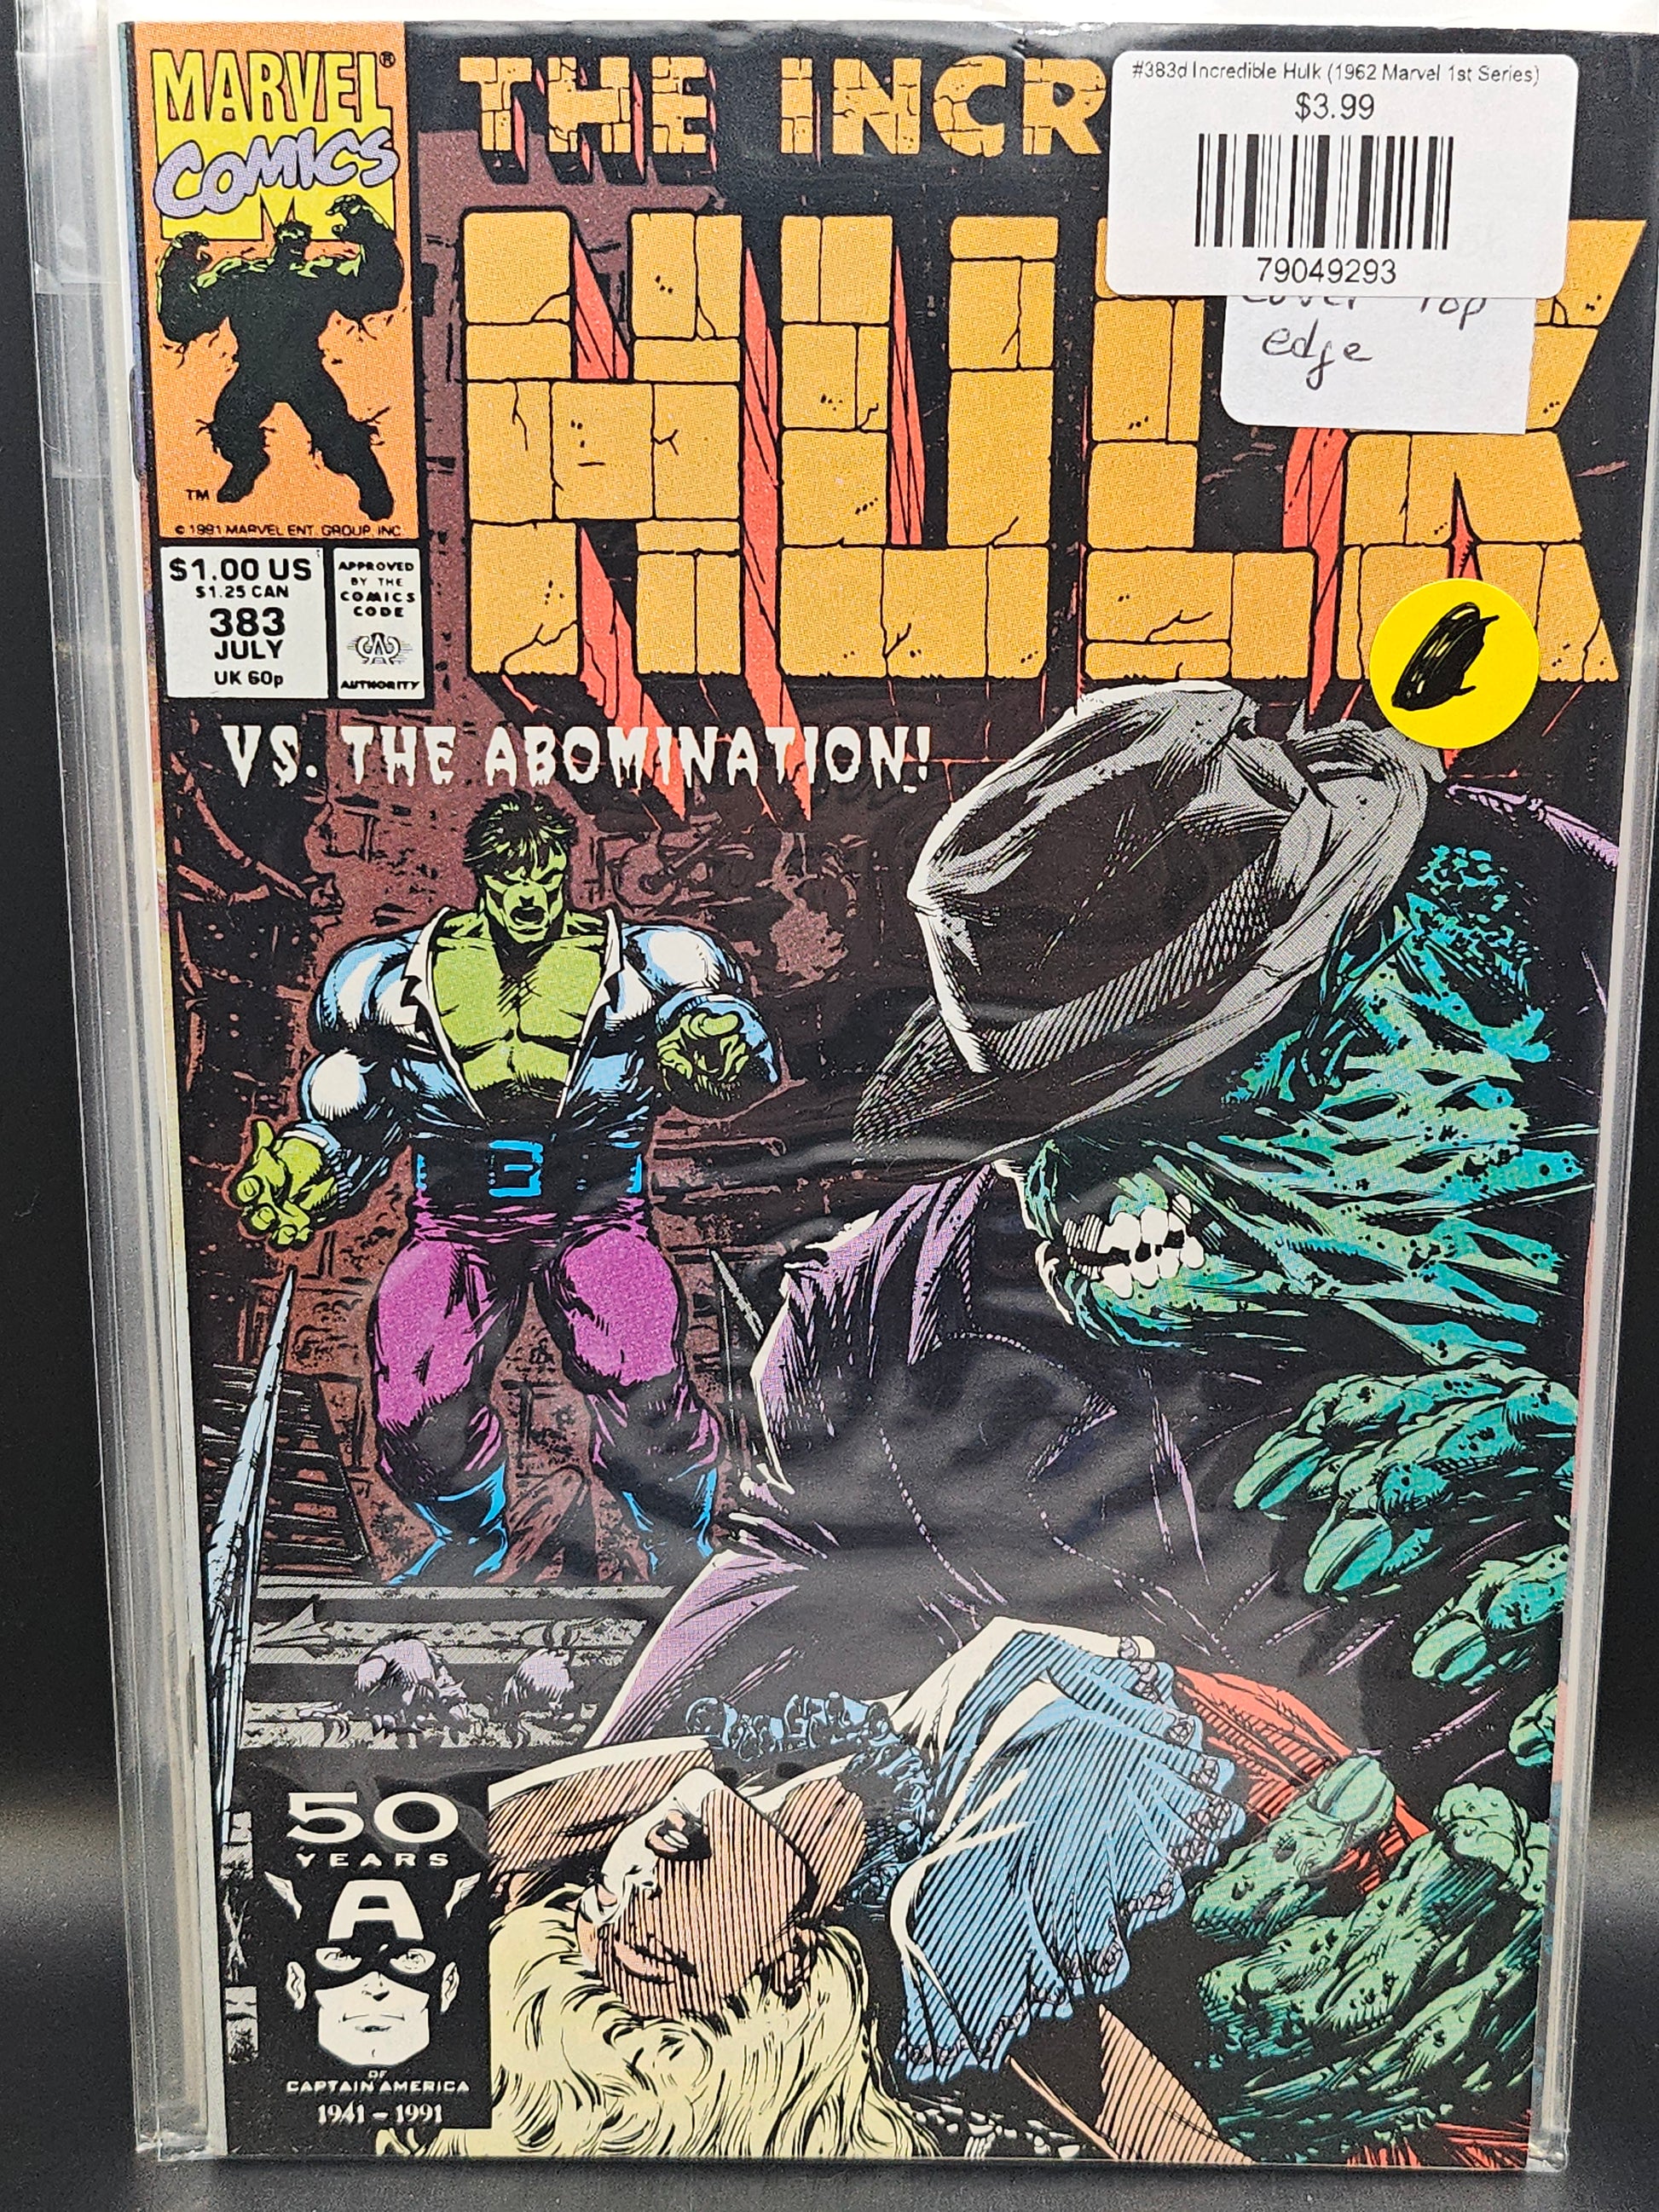 MARVEL®
COMICS
TM
© 1991 MARVEL ENT. GROUP, INC.
$1.00 US
$1.25 CAN
383
JULY
UK 60p
APPROVED
BY THE
COMICS
CODE
AUTHORITY
THE INCR
HULK
#383d Incredible Hulk (1962 Marvel 1st Series)
$3.99
79049293
cover Top
edge
VS. THE ABOMINATION!
50
YEARS
A
OF
CAPTAIN AMERICA
1941 – 1991